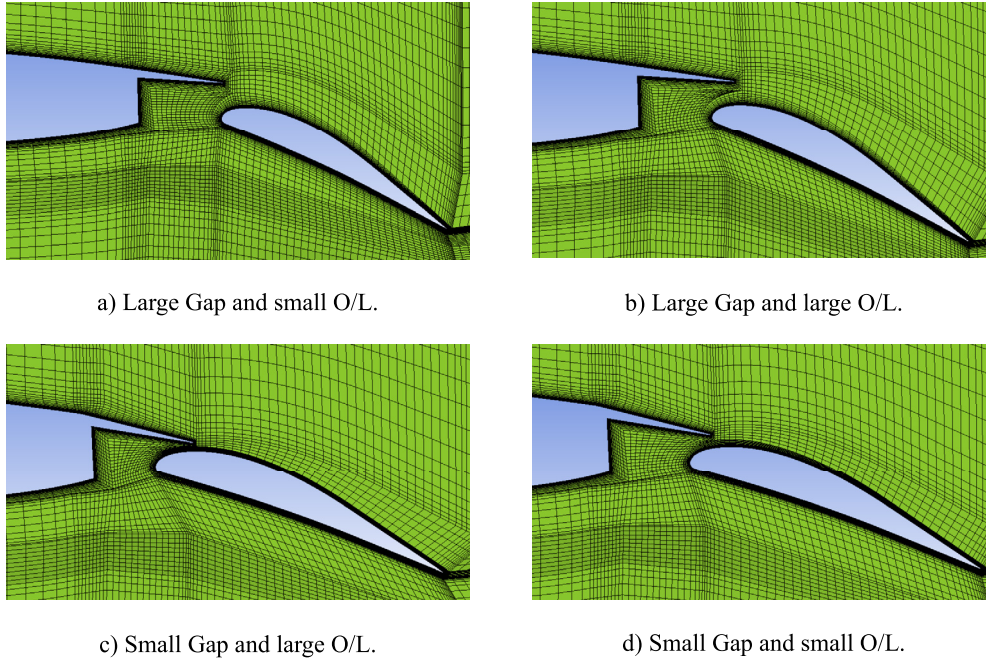 a) Large Gap and small O/L.
b) Large Gap and large O/L.
c) Small Gap and large O/L.
d) Small Gap and small O/L.